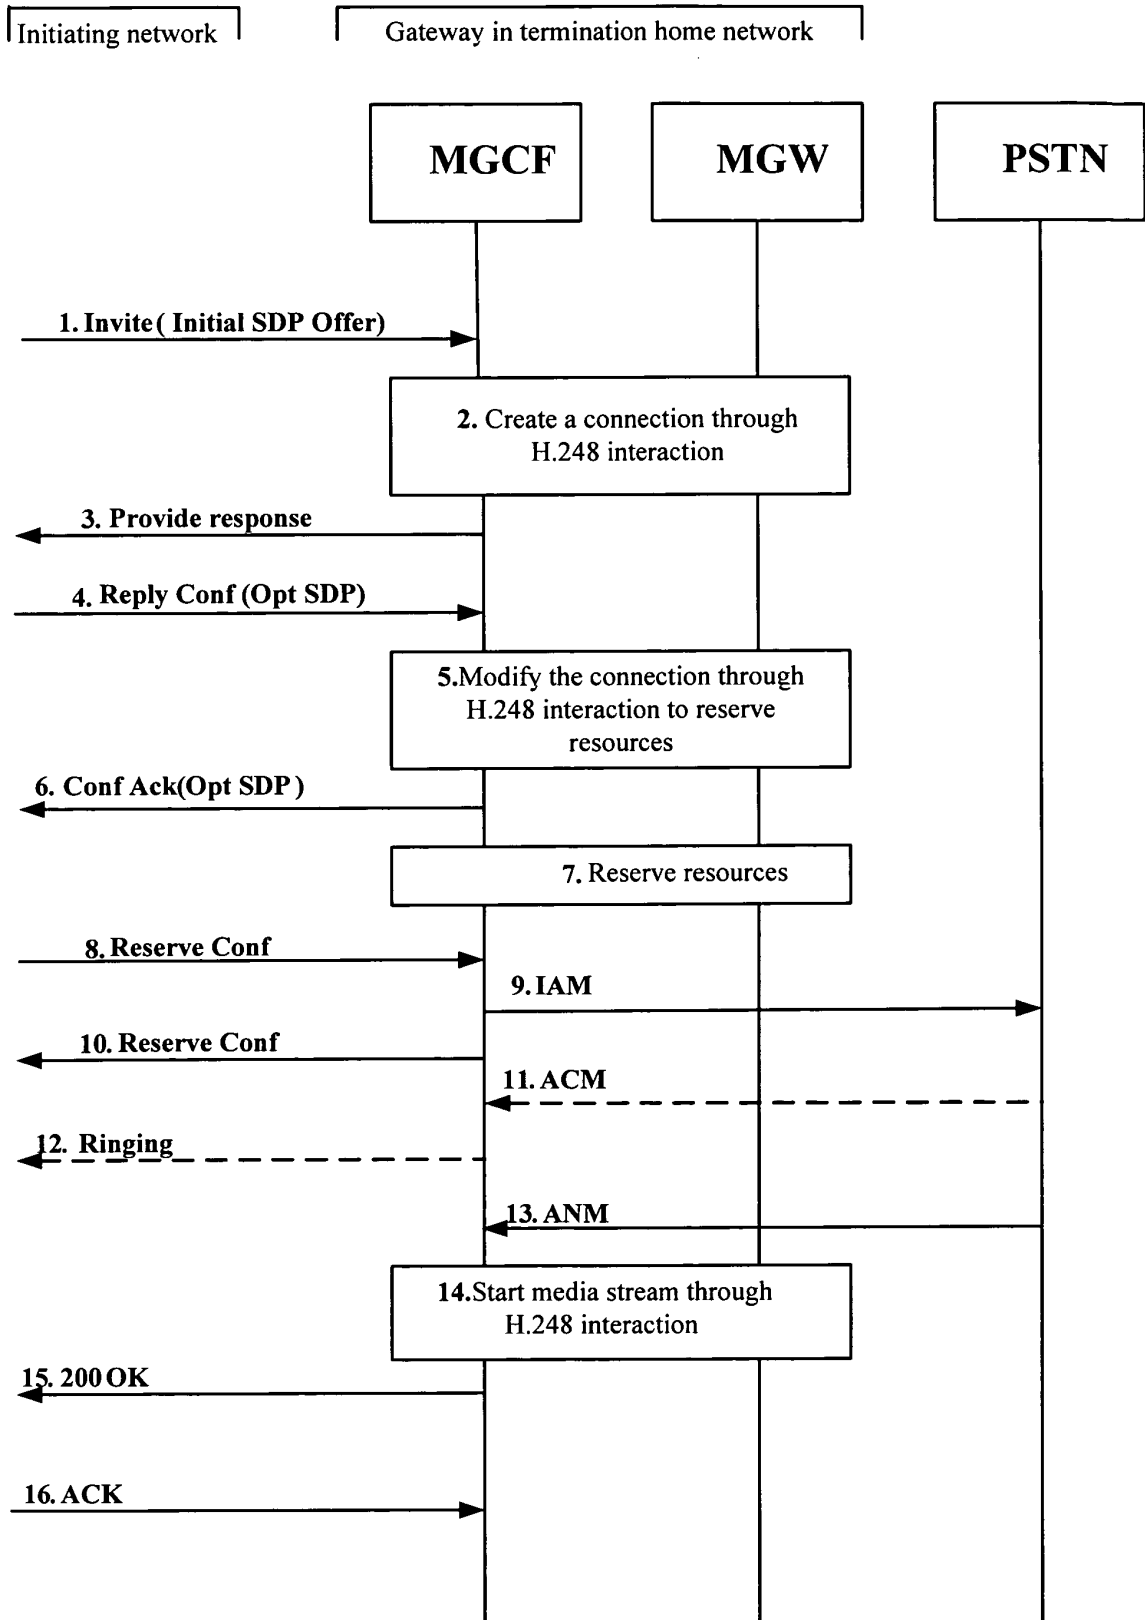 Initiating network
Gateway in termination home network
MGCF
MGW
PSTN
1. Invite( Initial SDP Offer)
2. Create a connection through
H.248 interaction
3. Provide response
4. Reply Conf (Opt SDP)
5.Modify the connection through
H.248 interaction to reserve
resources
6. Conf Ack(Opt SDP)
7. Reserve resources
8. Reserve Conf
9. IAM
10. Reserve Conf
11. ACM
12. Ringing
13. ANM
14.Start media stream through
H.248 interaction
15. 200 OK
16. ACK